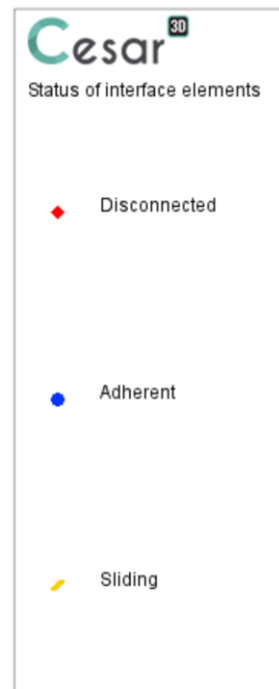 Cesar 3D
Status of interface elements
Disconnected
Adherent
Sliding